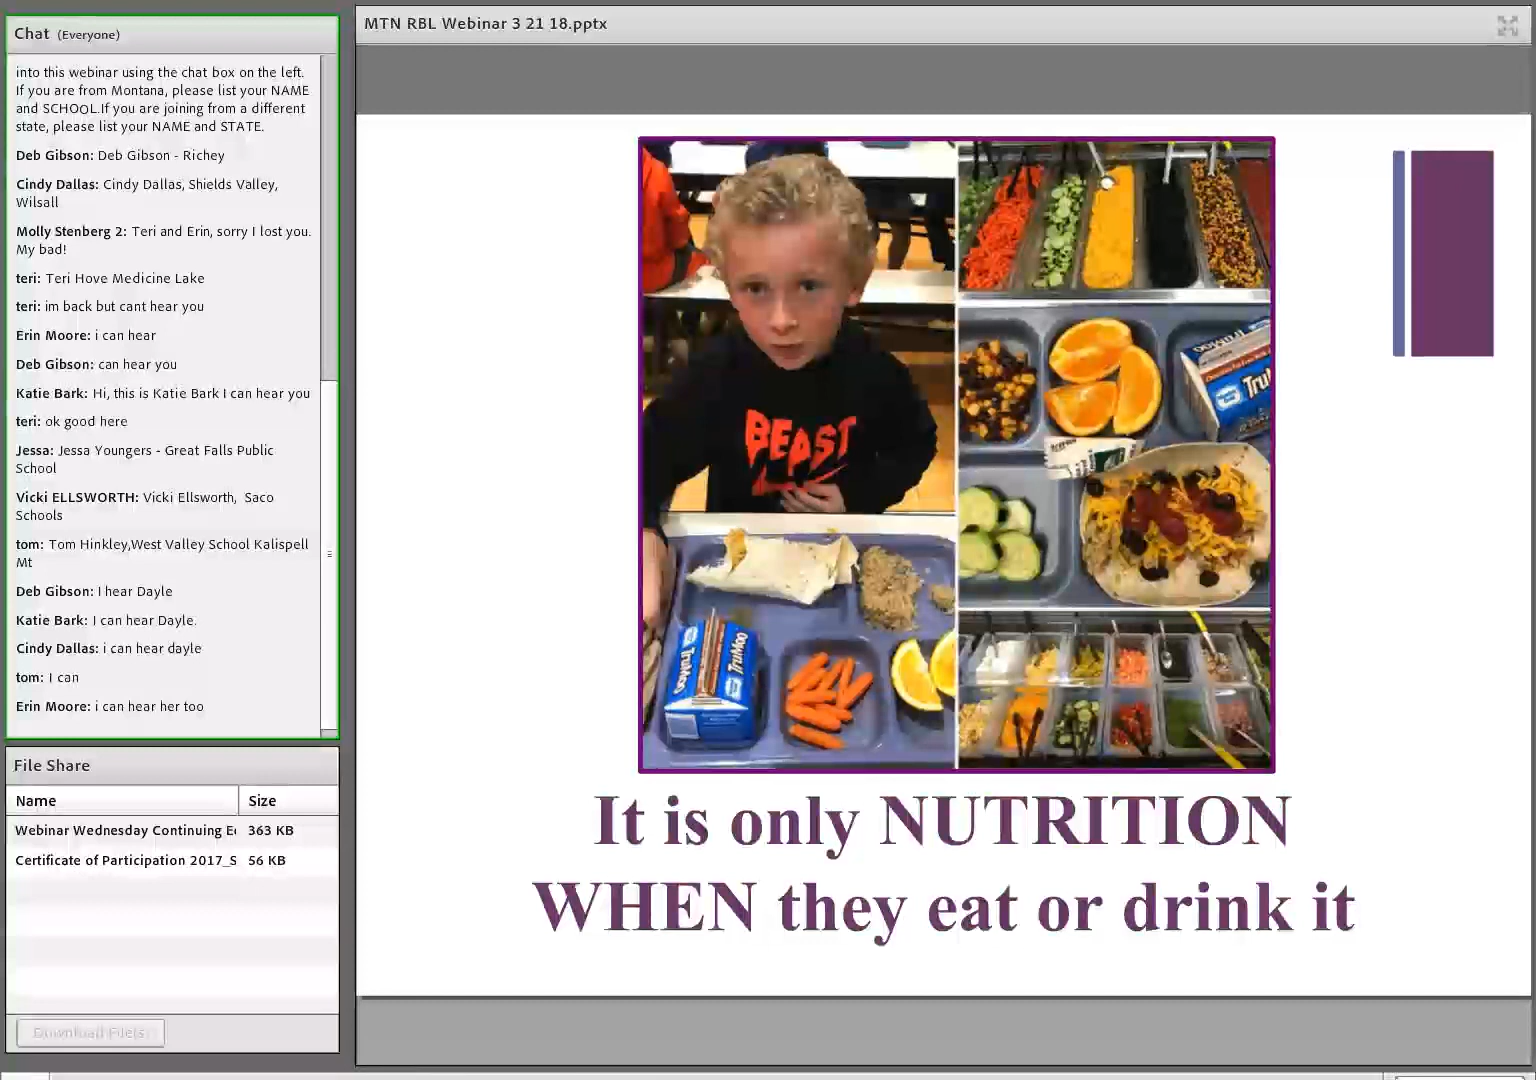 Chat (Everyone)
into this webinar using the chat box on the left.
If you are from Montana, please list your NAME
and SCHOOL.If you are joining from a different
state, please list your NAME and STATE.
Deb Gibson: Deb Gibson - Richey
Cindy Dallas: Cindy Dallas, Shields Valley,
Wilsall
Molly Stenberg 2: Teri and Erin, sorry I lost you.
My bad!
teri: Teri Hove Medicine Lake
teri: im back but cant hear you
Erin Moore: i can hear
Deb Gibson: can hear you
Katie Bark: Hi, this is Katie Bark I can hear you
teri: ok good here
Jessa: Jessa Youngers - Great Falls Public
School
Vicki ELLSWORTH: Vicki Ellsworth, Saco
Schools
tom: Tom Hinkley,West Valley School Kalispell
Mt
Deb Gibson: I hear Dayle
Katie Bark: I can hear Dayle.
Cindy Dallas: i can hear dayle
tom: I can
Erin Moore: i can hear her too
File Share
Name Size
Webinar Wednesday Continuing 363 KB
Certificate of Participation 2017_S 56 KB
Download File(s)
MTN RBL Webinar 3 21 18.pptx
BEAST
TruMoo
TruMoo
TruMoo
It is only NUTRITION
WHEN they eat or drink it